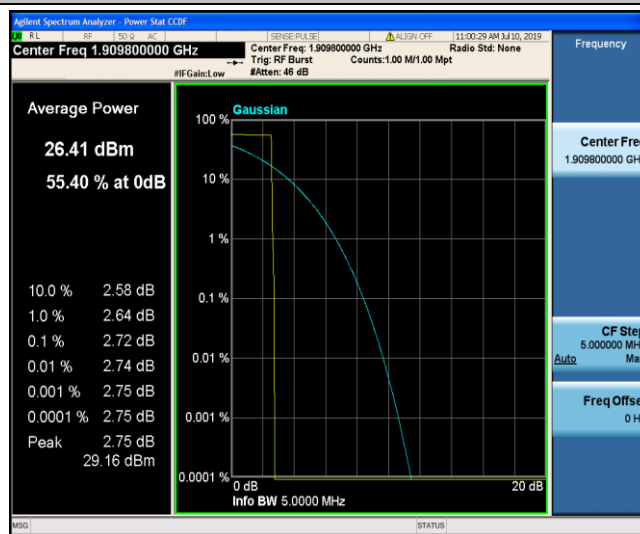 Agilent Spectrum Analyzer - Power Stat CCDF
RL RF 50 Ω AC SENSE:PULSE ALIGN OFF 11:00:29 AM Jul 10, 2019
Center Freq 1.909800000 GHz
Center Freq: 1.909800000 GHz Radio Std: None
Trig: RF Burst Counts:1.00 M/1.00 Mpt
#IFGain:Low #Atten: 46 dB
Frequency
Average Power
26.41 dBm
55.40 % at 0dB
10.0 % 2.58 dB
1.0 % 2.64 dB
0.1 % 2.72 dB
0.01 % 2.74 dB
0.001 % 2.75 dB
0.0001 % 2.75 dB
Peak 2.75 dB
29.16 dBm
Gaussian
100 %
10 %
1 %
0.1 %
0.01 %
0.001 %
0.0001 %
0 dB 20 dB
Info BW 5.0000 MHz
Center Fre
1.909800000 GH
CF Ste
5.000000 MH
Auto Ma
Freq Offse
0 H
MSG STATUS